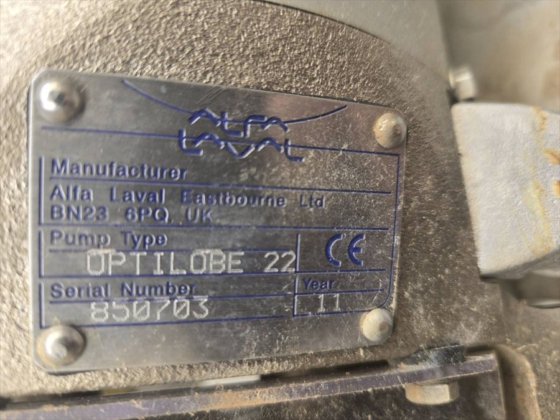 ALFA
LAVAL
Manufacturer
Alfa Laval Eastbourne Ltd
BN23 6PQ, UK
Pump Type
OPTILOBE 22
CE
Serial Number
850703
Year
11